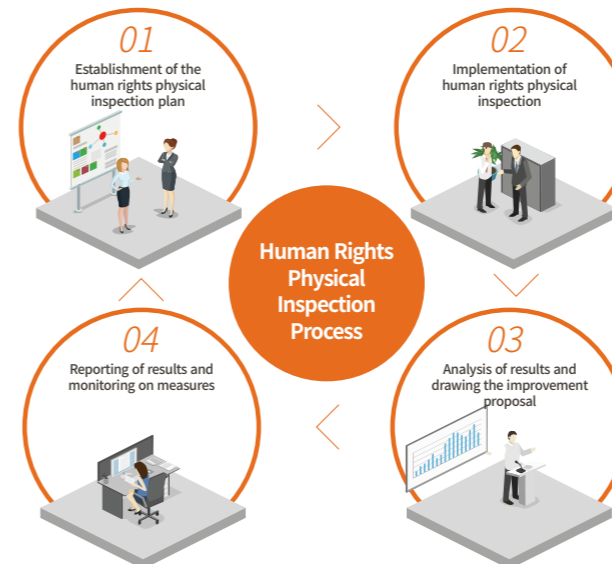 01
Establishment of the
human rights physical
inspection plan
02
Implementation of
human rights physical
inspection
Human Rights
Physical
Inspection
Process
03
Analysis of results and
drawing the improvement
proposal
04
Reporting of results and
monitoring on measures